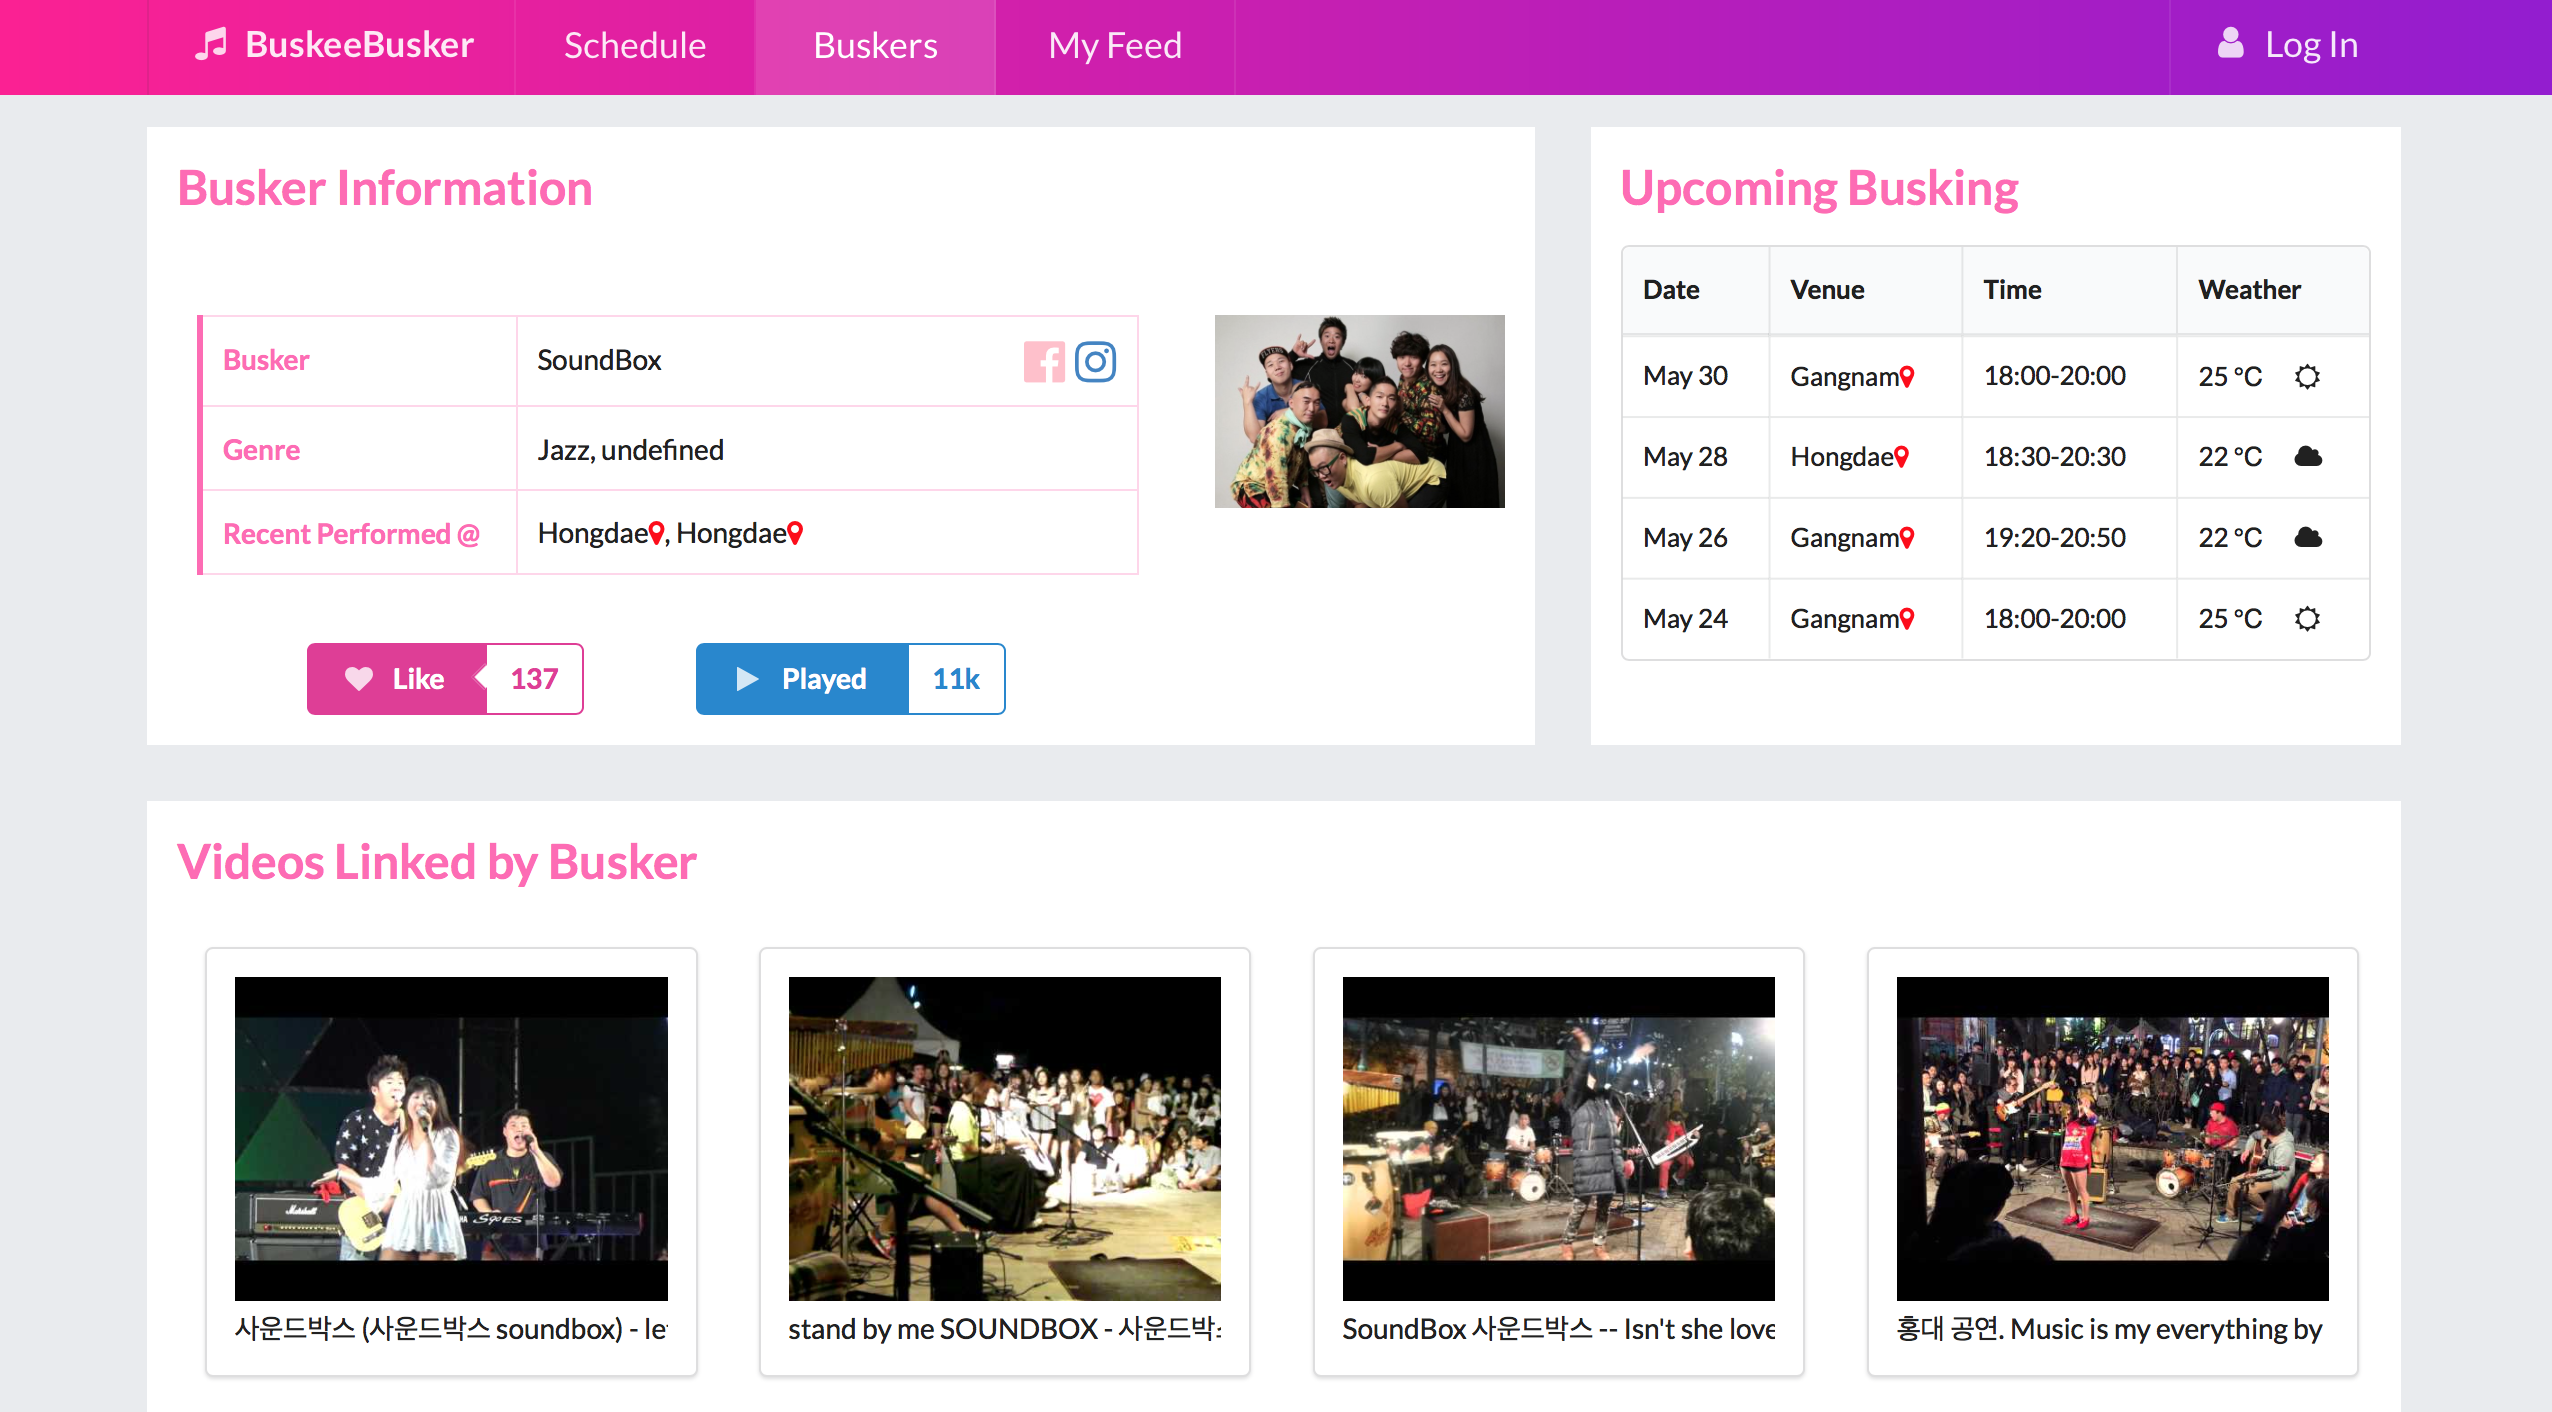 BuskeeBusker Schedule Buskers My Feed Log In
Busker Information
Busker SoundBox
Genre Jazz, undefined
Recent Performed @ Hongdae, Hongdae
Like 137 Played 11k
Upcoming Busking
Date Venue Time Weather
May 30 Gangnam 18:00-20:00 25 °C
May 28 Hongdae 18:30-20:30 22 °C
May 26 Gangnam 19:20-20:50 22 °C
May 24 Gangnam 18:00-20:00 25 °C
Videos Linked by Busker
Marshall
S90 ES
사운드박스 (사운드박스 soundbox) - le
stand by me SOUNDBOX - 사운드박
SoundBox 사운드박스 -- Isn't she love
홍대 공연. Music is my everything by